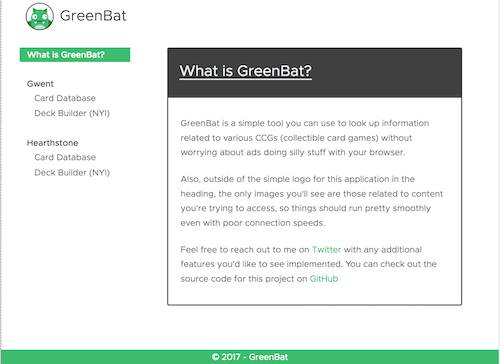 GreenBat
What is GreenBat?
Gwent
Card Database
Deck Builder (NYI)
Hearthstone
Card Database
Deck Builder (NYI)
What is GreenBat?
GreenBat is a simple tool you can use to look up information
related to various CCGs (collectible card games) without
worrying about ads doing silly stuff with your browser.
Also, outside of the simple logo for this application in the
heading, the only images you'll see are those related to content
you're trying to access, so things should run pretty smoothly
even with poor connection speeds.
Feel free to reach out to me on Twitter with any additional
features you'd like to see implemented. You can check out the
source code for this project on GitHub
© 2017 - GreenBat